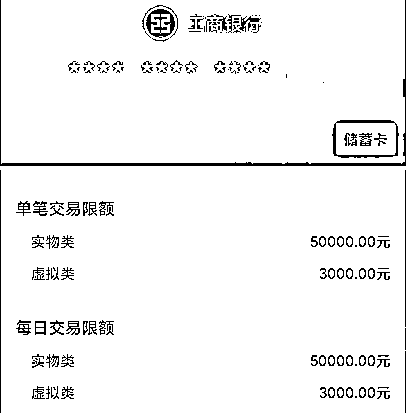 工商银行
**** **** ****
储蓄卡
单笔交易限额
实物类 50000.00元
虚拟类 3000.00元
每日交易限额
实物类 50000.00元
虚拟类 3000.00元